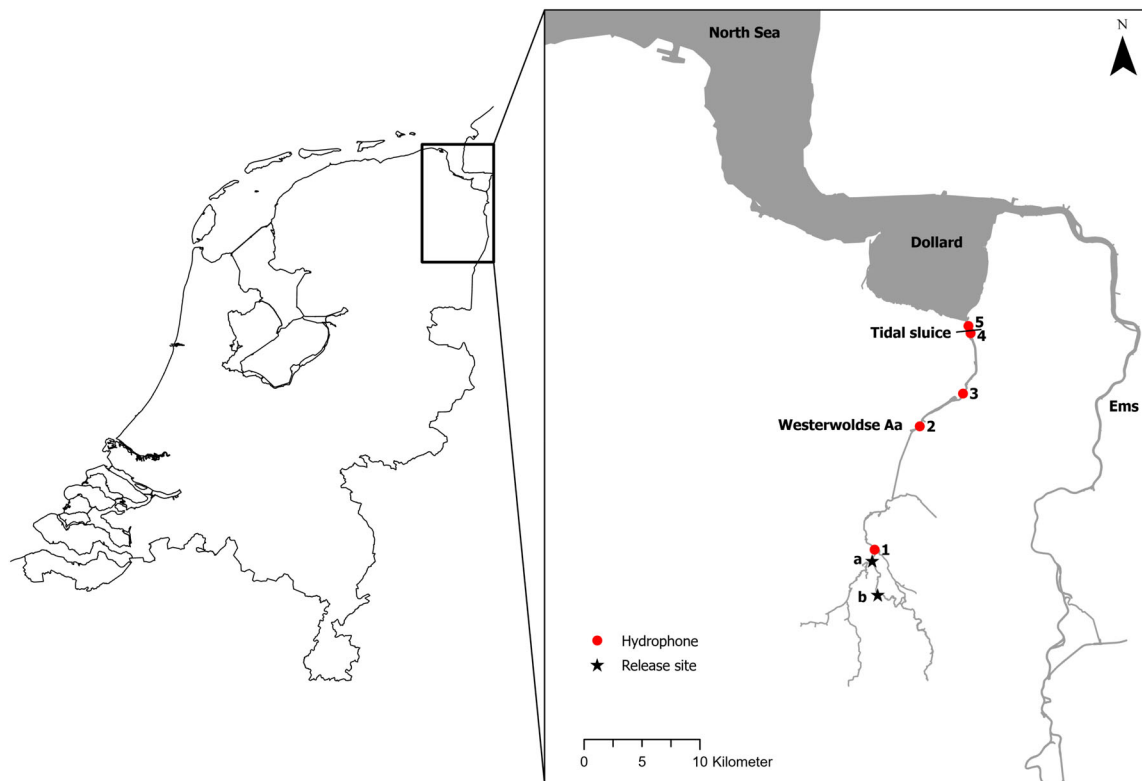 North Sea
N
Dollard
5
Tidal sluice
4
3
Ems
Westerwoldse Aa
2
1
a
b
Hydrophone
Release site
0 5 10 Kilometer